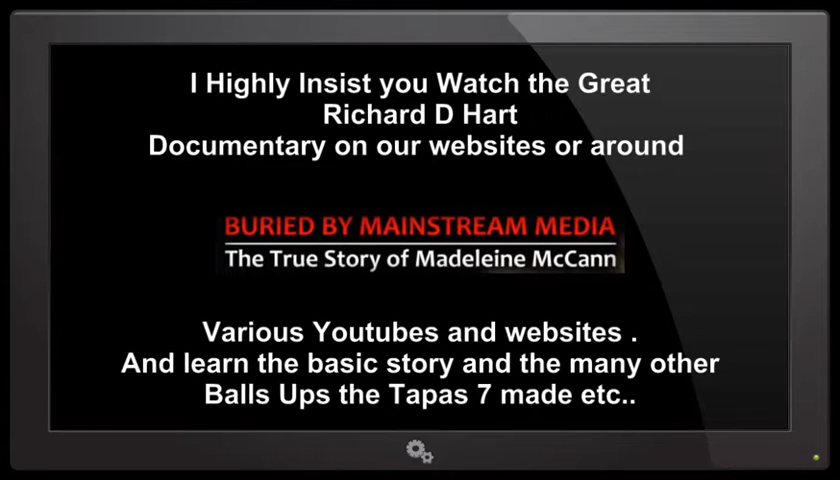 I Highly Insist you Watch the Great
Richard D Hart
Documentary on our websites or around
BURIED BY MAINSTREAM MEDIA
The True Story of Madeleine McCann
Various Youtubes and websites .
And learn the basic story and the many other
Balls Ups the Tapas 7 made etc..